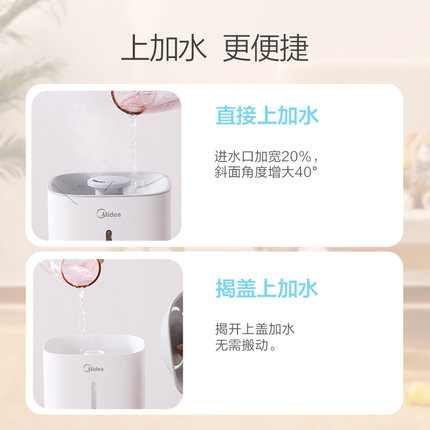 上加水 更便捷
Midea
直接上加水
进水口加宽20%，
斜面角度增大40°
Midea
揭盖上加水
揭开上盖加水
无需搬动。